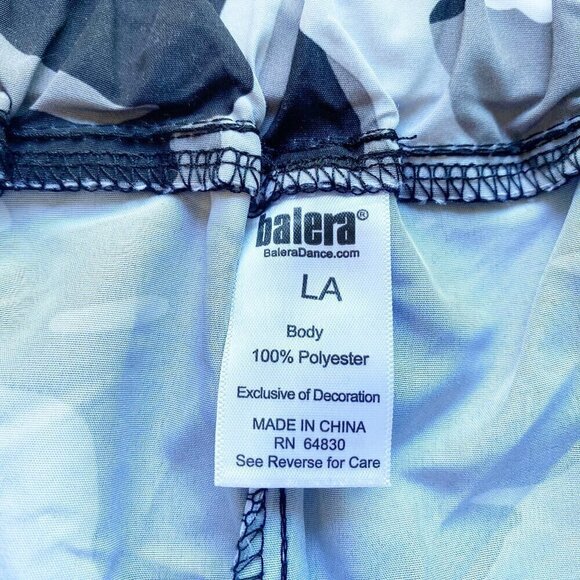 balera®
BaleraDance.com
LA
Body
100% Polyester
Exclusive of Decoration
MADE IN CHINA
RN 64830
See Reverse for Care